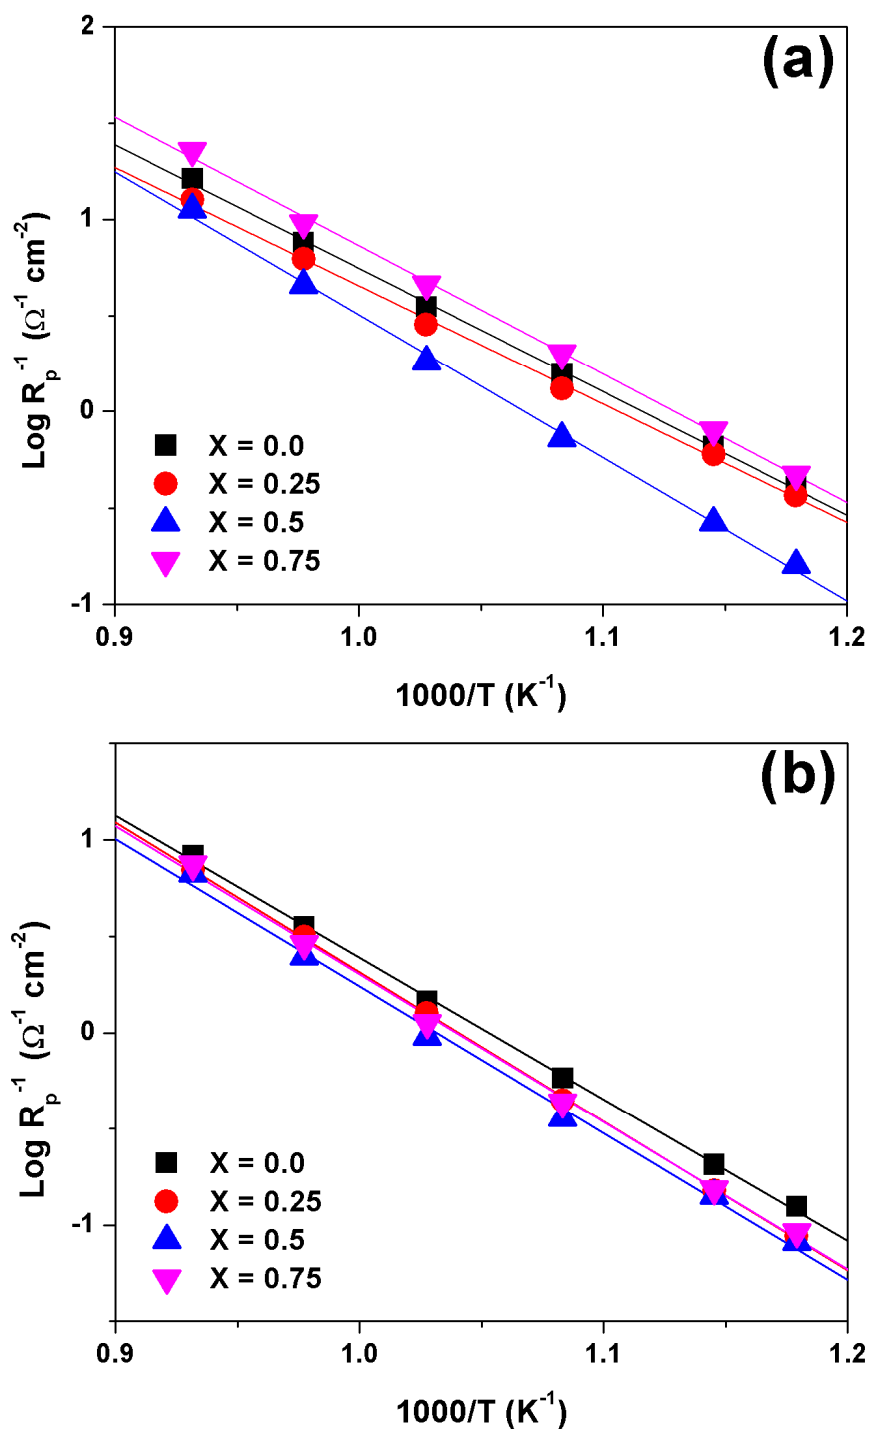 (a)
2
1
0
-1
Log R_p^-1 (Ω^-1 cm^-2)
X = 0.0
X = 0.25
X = 0.5
X = 0.75
0.9 1.0 1.1 1.2
1000/T (K^-1)
(b)
1
0
-1
Log R_p^-1 (Ω^-1 cm^-2)
X = 0.0
X = 0.25
X = 0.5
X = 0.75
0.9 1.0 1.1 1.2
1000/T (K^-1)